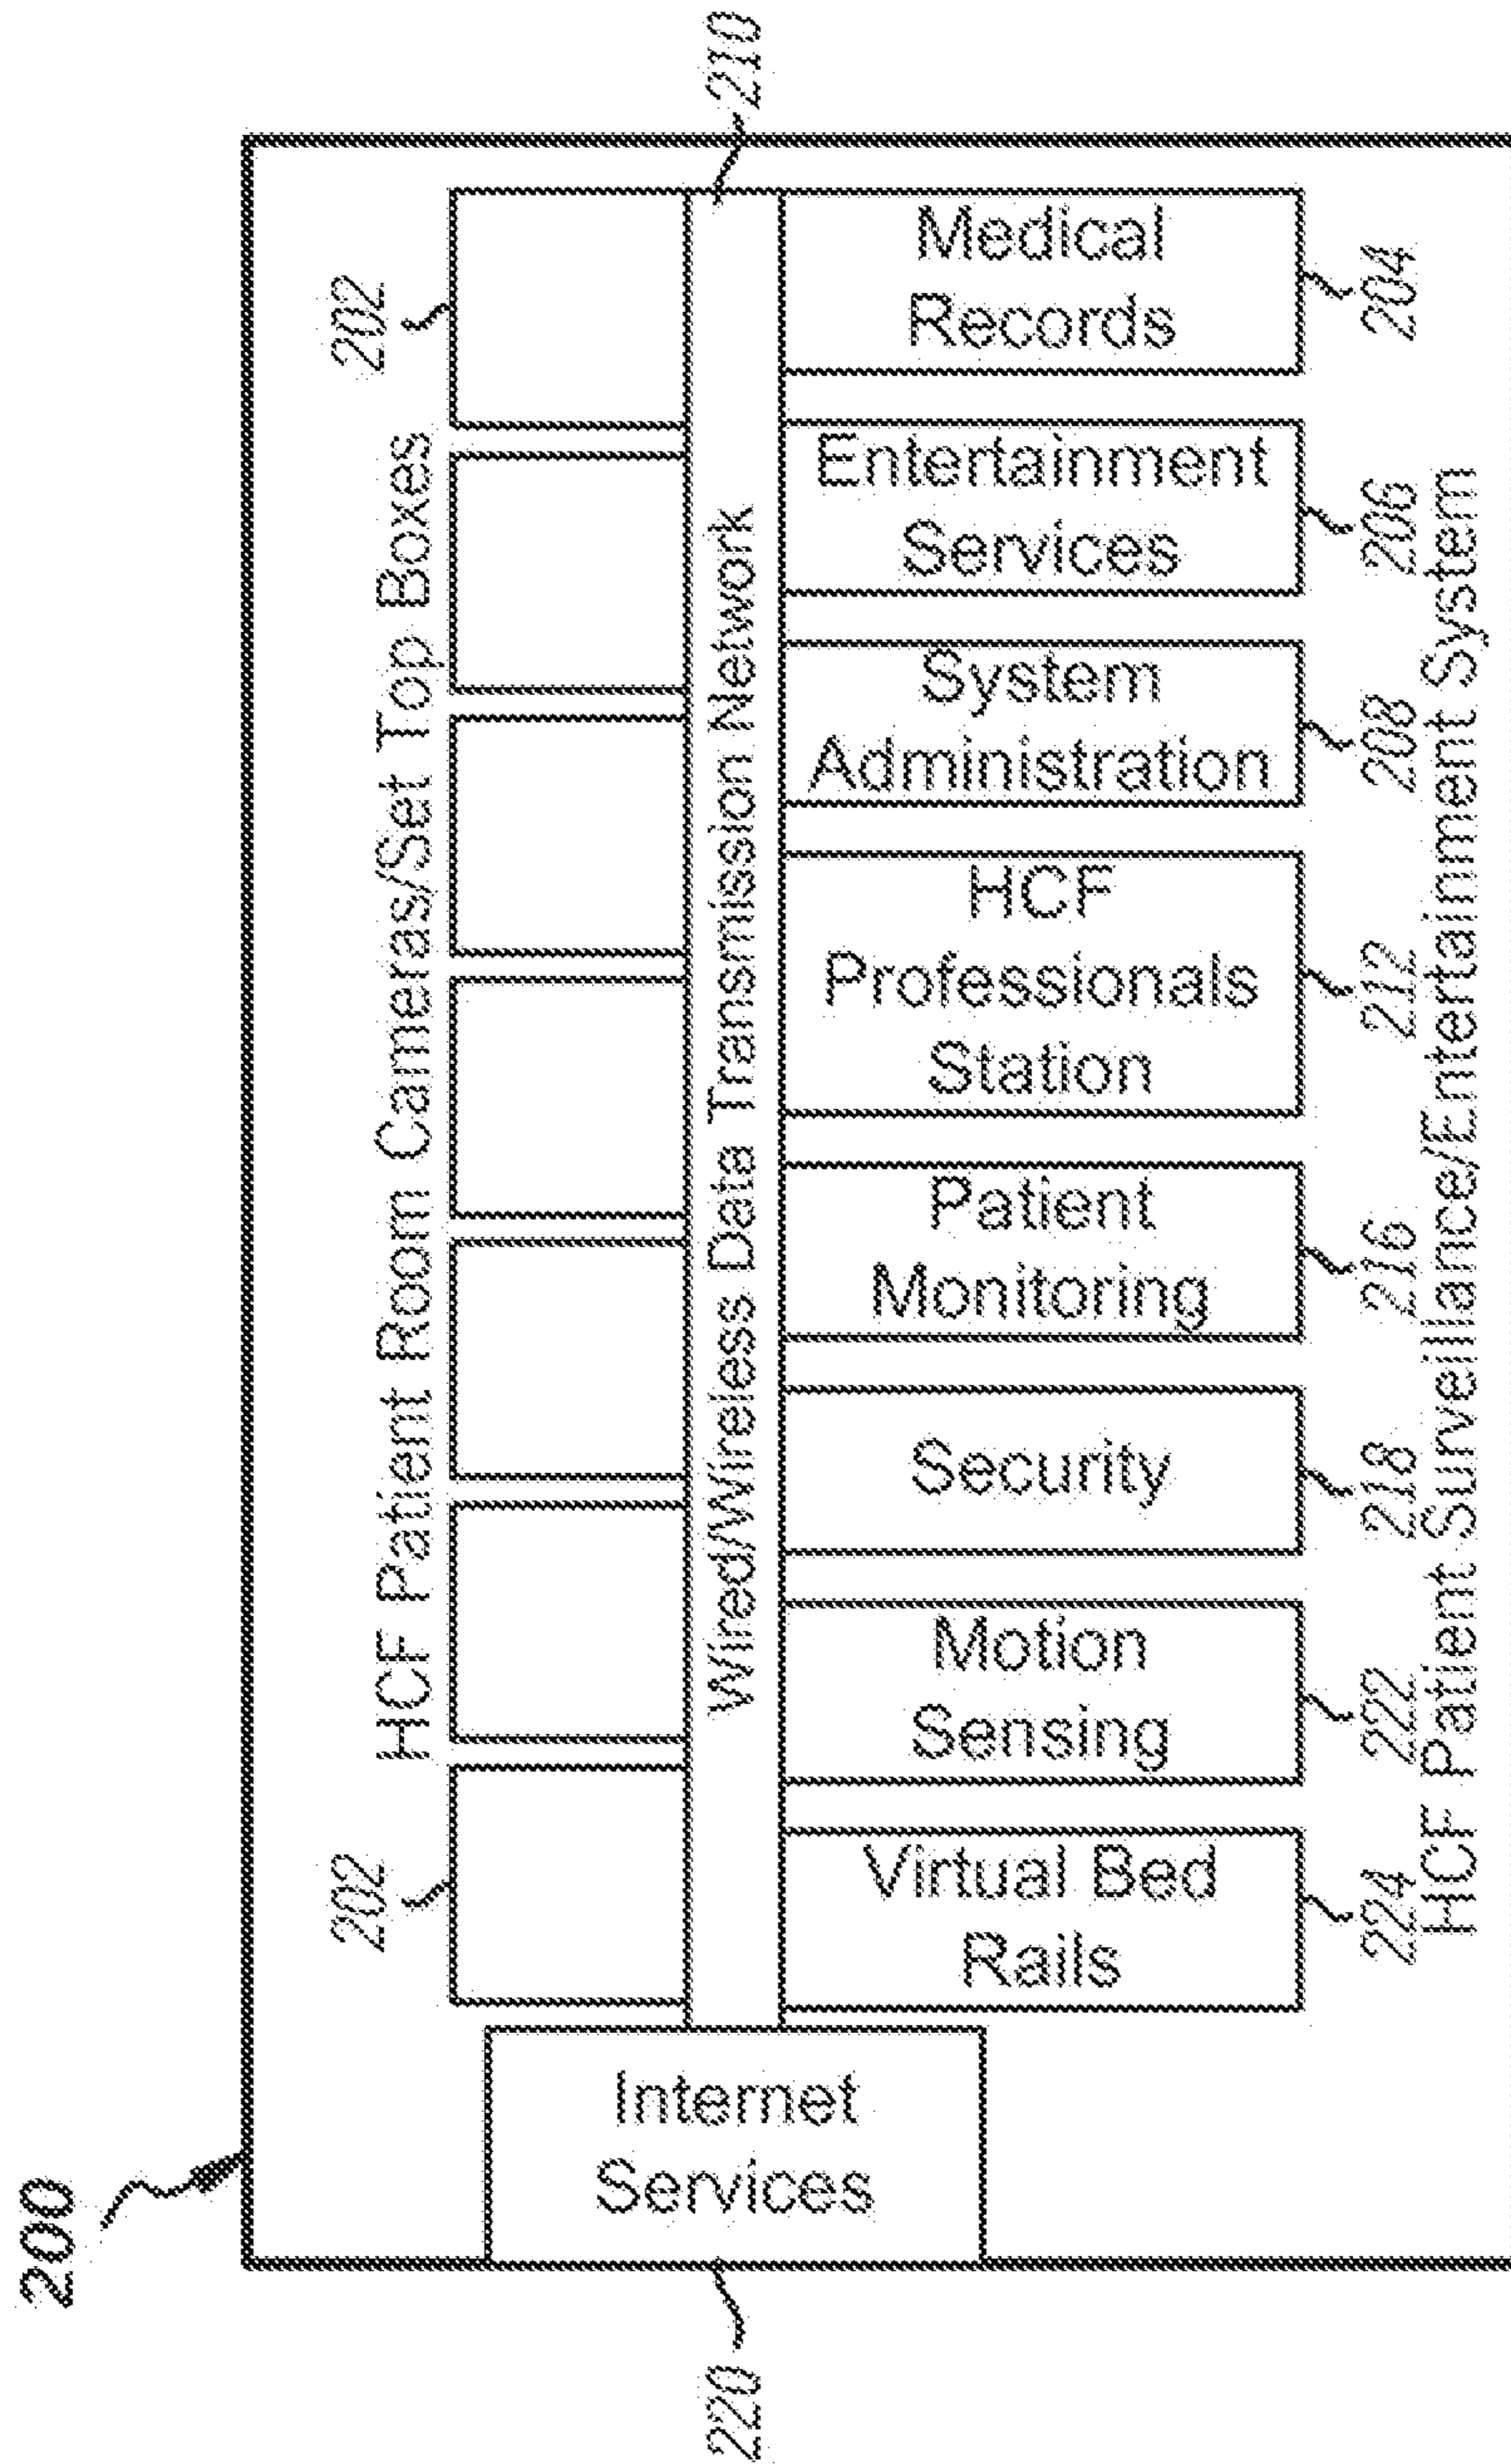 200
202
202
HCF Patient Room Cameras/Set Top Boxes
220
Internet
Services
Wired/Wireless Data Transmission Network
210
Virtual Bed
Rails
Motion
Sensing
Security
Patient
Monitoring
HCF
Professionals
Station
System
Administration
Entertainment
Services
Medical
Records
224
222
218
216
212
208
206
204
HCF Patient Surveilliance/Entertainment System